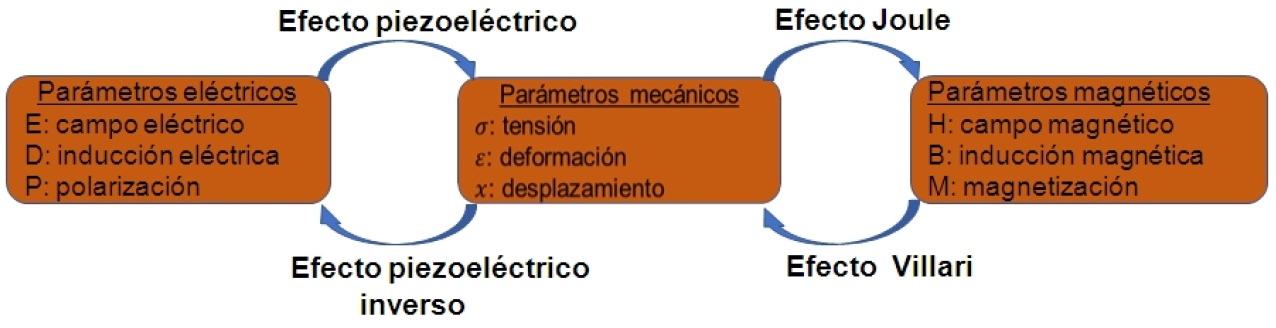 Efecto piezoeléctrico
Efecto Joule
Parámetros eléctricos
E: campo eléctrico
D: inducción eléctrica
P: polarización
Parámetros mecánicos
σ: tensión
ε: deformación
x: desplazamiento
Parámetros magnéticos
H: campo magnético
B: inducción magnética
M: magnetización
Efecto piezoeléctrico
inverso
Efecto Villari